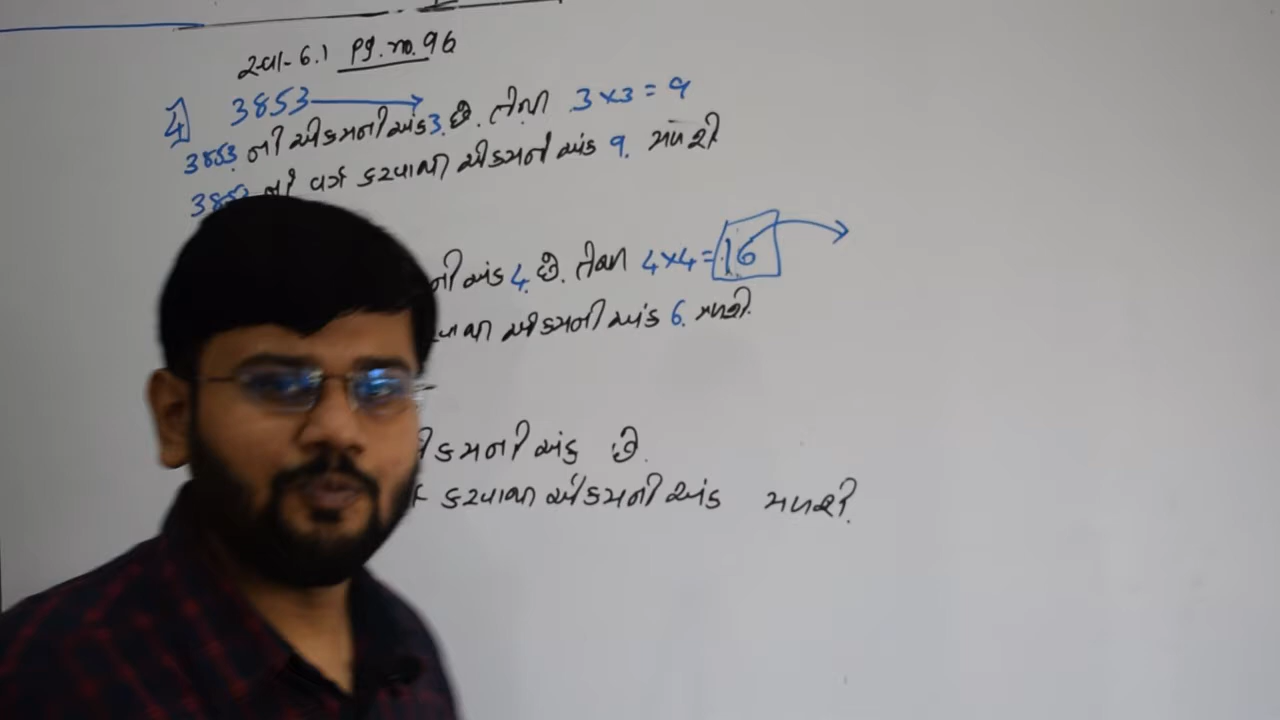 સ્વા-6.1 Pg.no.96
4] 3853 → 3×3=9
3853 નો એકમનો અંક 3 છે. તેથી
3853 નો વર્ગ કરવાથી એકમનો અંક 9. મળશે
નો અંક 4 છે. તેથી 4×4=16 →
એકમનો અંક 6. મળશે.
એકમનો અંક છે.
કરવાથી એકમનો અંક મળશે.